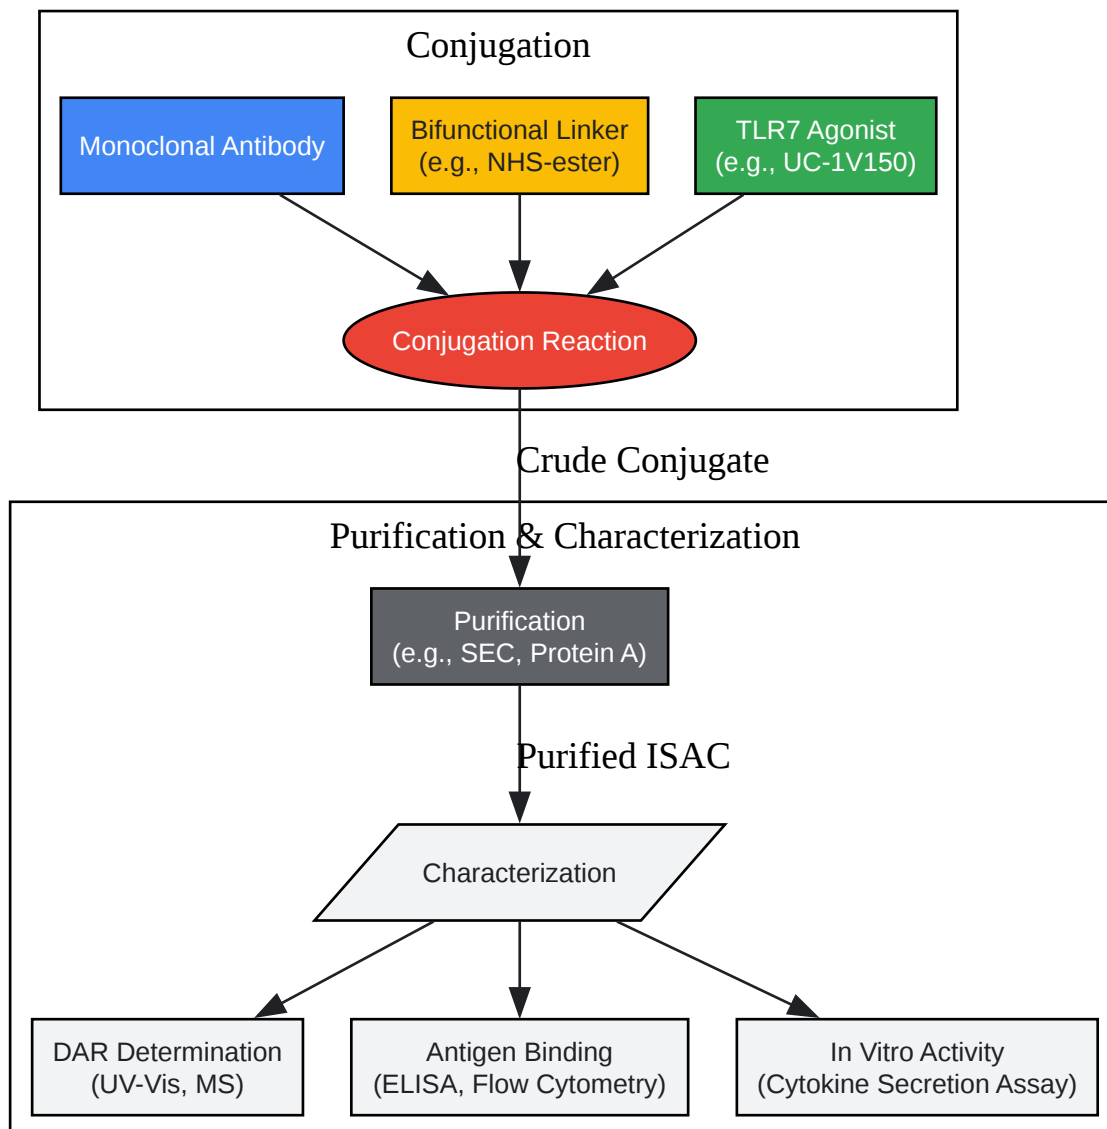 Conjugation
Monoclonal Antibody
Bifunctional Linker
(e.g., NHS-ester)
TLR7 Agonist
(e.g., UC-1V150)
Conjugation Reaction
Crude Conjugate
Purification & Characterization
Purification
(e.g., SEC, Protein A)
Purified ISAC
Characterization
DAR Determination
(UV-Vis, MS)
Antigen Binding
(ELISA, Flow Cytometry)
In Vitro Activity
(Cytokine Secretion Assay)